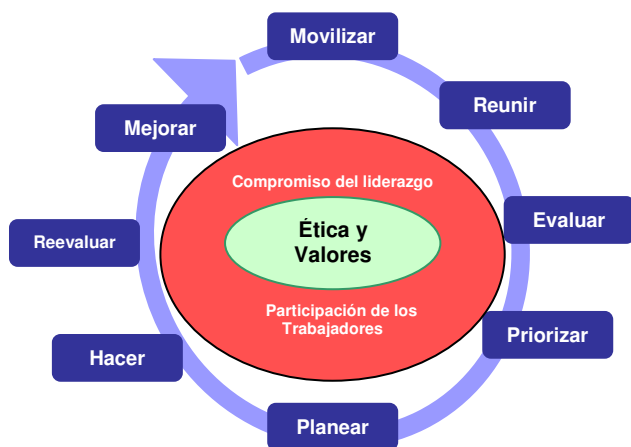 Movilizar
Reunir
Mejorar
Compromiso del liderazgo
Ética y
Valores
Evaluar
Reevaluar
Participación de los
Trabajadores
Priorizar
Hacer
Planear